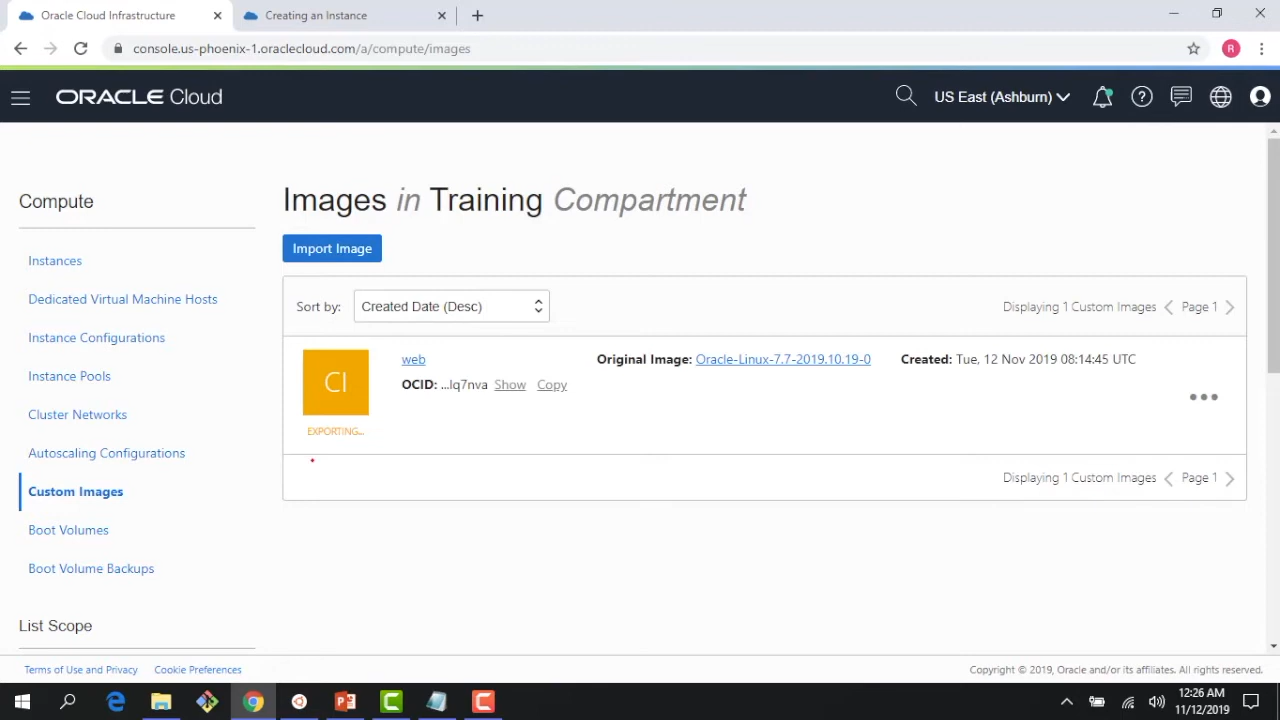 Oracle Cloud Infrastructure
Creating an Instance
console.us-phoenix-1.oraclecloud.com/a/compute/images
R
ORACLE Cloud
US East (Ashburn)
Compute
Instances
Dedicated Virtual Machine Hosts
Instance Configurations
Instance Pools
Cluster Networks
Autoscaling Configurations
Custom Images
Boot Volumes
Boot Volume Backups
List Scope
Images in Training Compartment
Import Image
Sort by: Created Date (Desc)
Displaying 1 Custom Images Page 1
CI
EXPORTING...
web
OCID: ...lq7nva Show Copy
Original Image: Oracle-Linux-7.7-2019.10.19-0
Created: Tue, 12 Nov 2019 08:14:45 UTC
Displaying 1 Custom Images Page 1
Terms of Use and Privacy Cookie Preferences
Copyright © 2019, Oracle and/or its affiliates. All rights reserved.
12:26 AM
11/12/2019